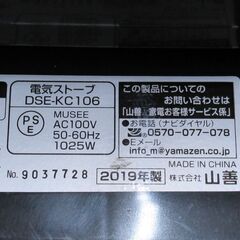 電気ストーブ
DSE-KC106
PSE
MUSEE
AC100V
50-60Hz
1025W
No. 9037728
この製品についての
お問い合わせは
「山善 家電お客様サービス係」
●お電話(ナビダイヤル)
0570-077-078
●Eメール
info_m@yamazen.co.jp
MADE IN CHINA
2019年製
株式会社 山善